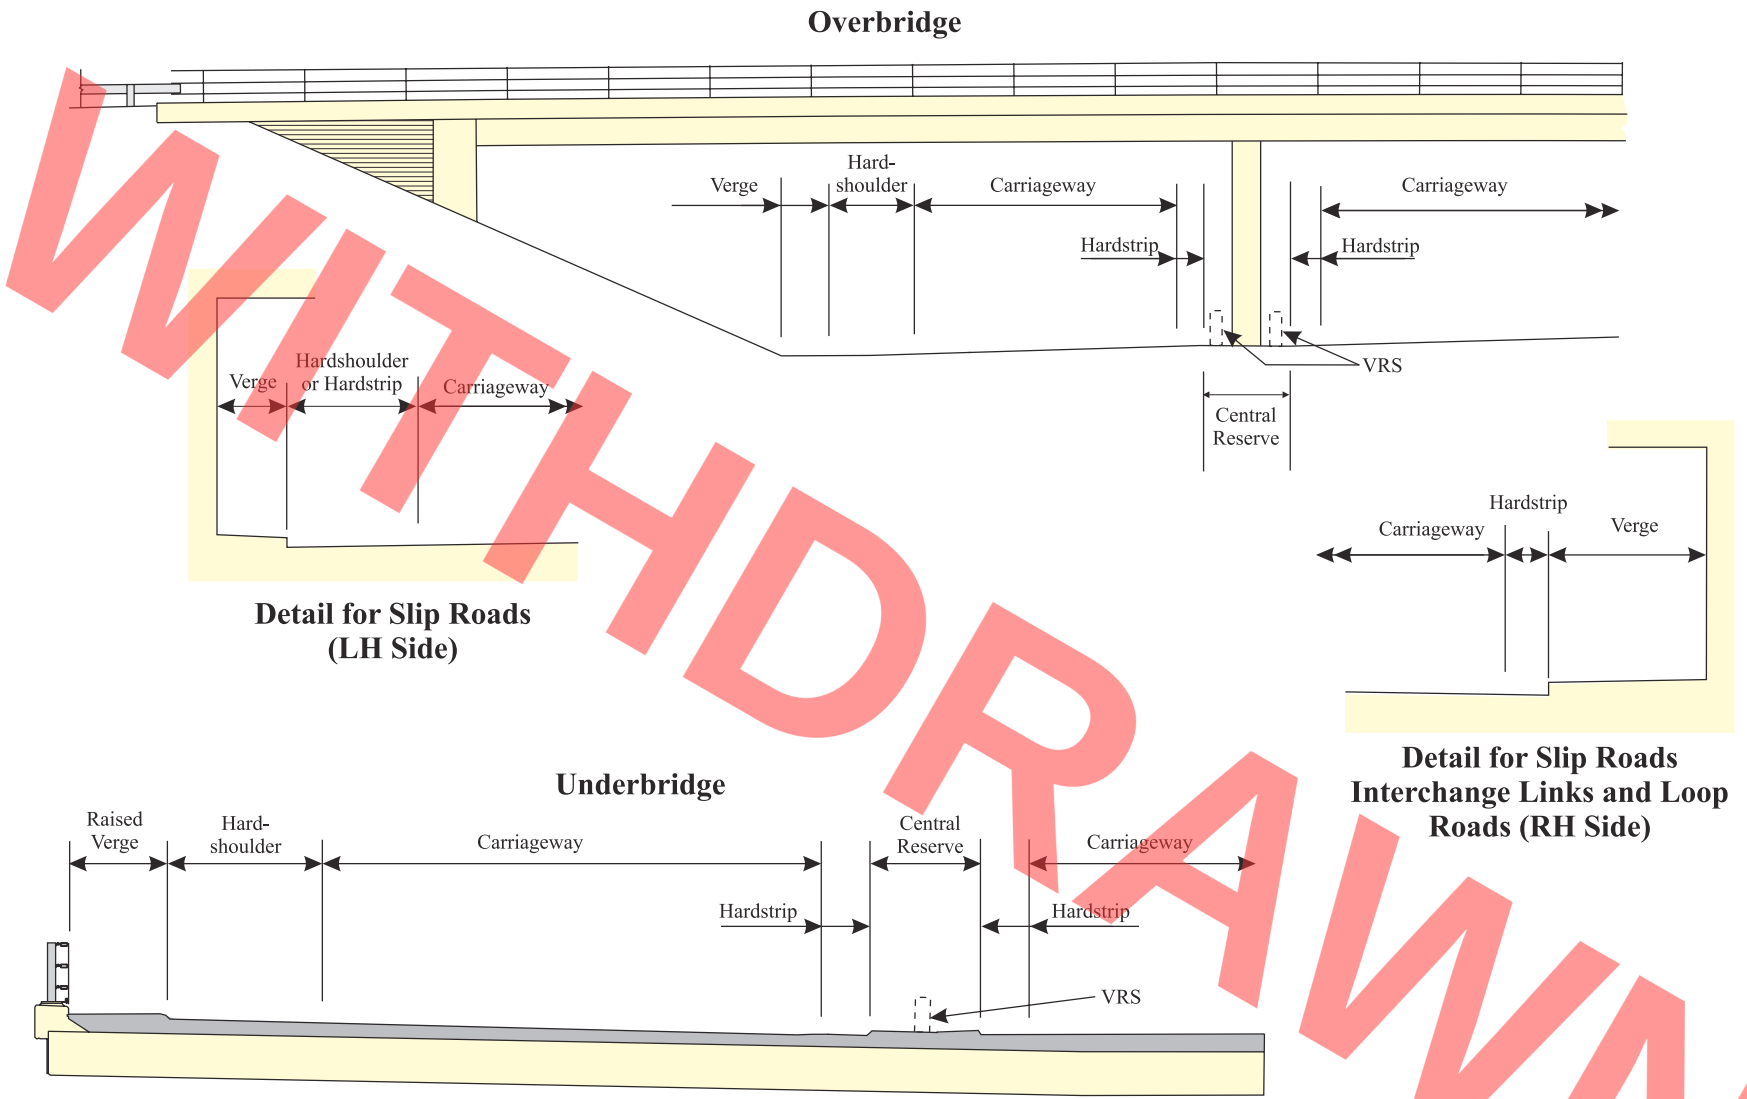 Overbridge
Verge
Hard-
shoulder
Carriageway
Carriageway
Hardstrip
Hardstrip
VRS
Central
Reserve
Verge
Hardshoulder
or Hardstrip
Carriageway
Detail for Slip Roads
(LH Side)
Carriageway
Hardstrip
Verge
Detail for Slip Roads
Interchange Links and Loop
Roads (RH Side)
Underbridge
Raised
Verge
Hard-
shoulder
Carriageway
Central
Reserve
Carriageway
Hardstrip
Hardstrip
VRS
WITHDRAWN